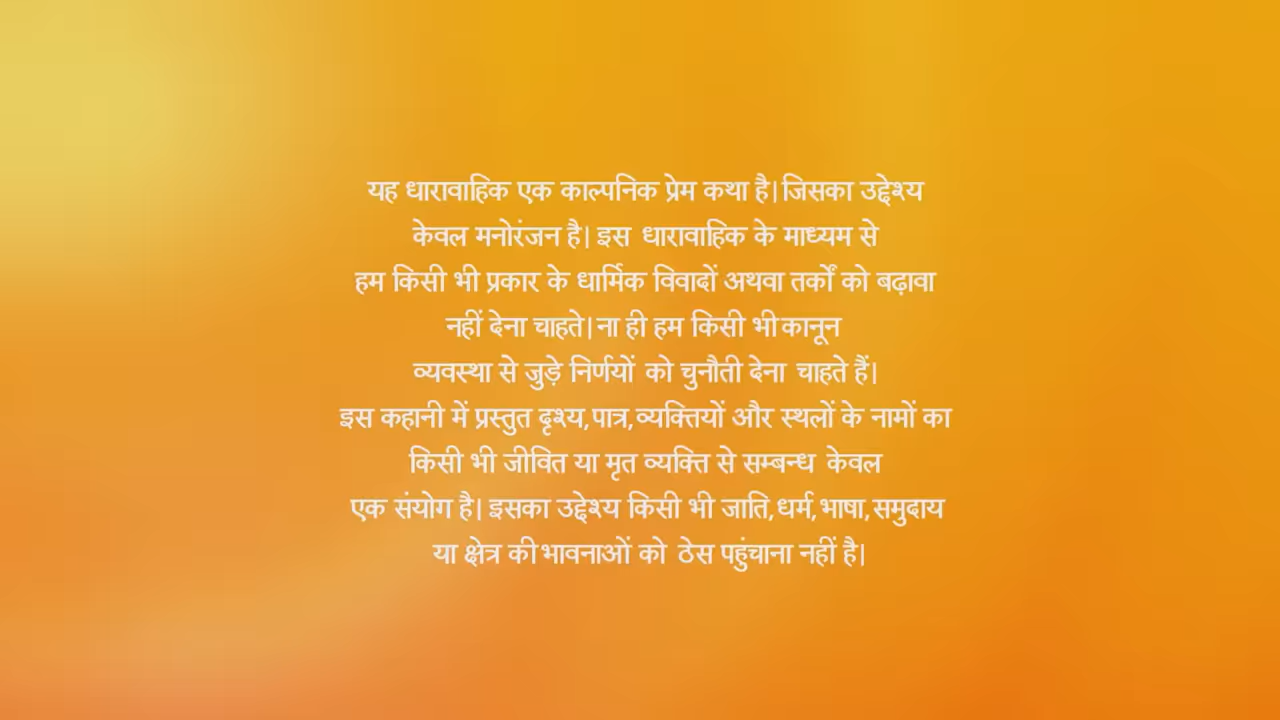 यह धारावाहिक एक काल्पनिक प्रेम कथा है। जिसका उद्देश्य
केवल मनोरंजन है। इस धारावाहिक के माध्यम से
हम किसी भी प्रकार के धार्मिक विवादों अथवा तर्कों को बढ़ावा
नहीं देना चाहते। ना ही हम किसी भी कानून
व्यवस्था से जुड़े निर्णयों को चुनौती देना चाहते हैं।
इस कहानी में प्रस्तुत दृश्य, पात्र, व्यक्तियों और स्थलों के नामों का
किसी भी जीवित या मृत व्यक्ति से सम्बन्ध केवल
एक संयोग है। इसका उद्देश्य किसी भी जाति, धर्म, भाषा, समुदाय
या क्षेत्र की भावनाओं को ठेस पहुंचाना नहीं है।